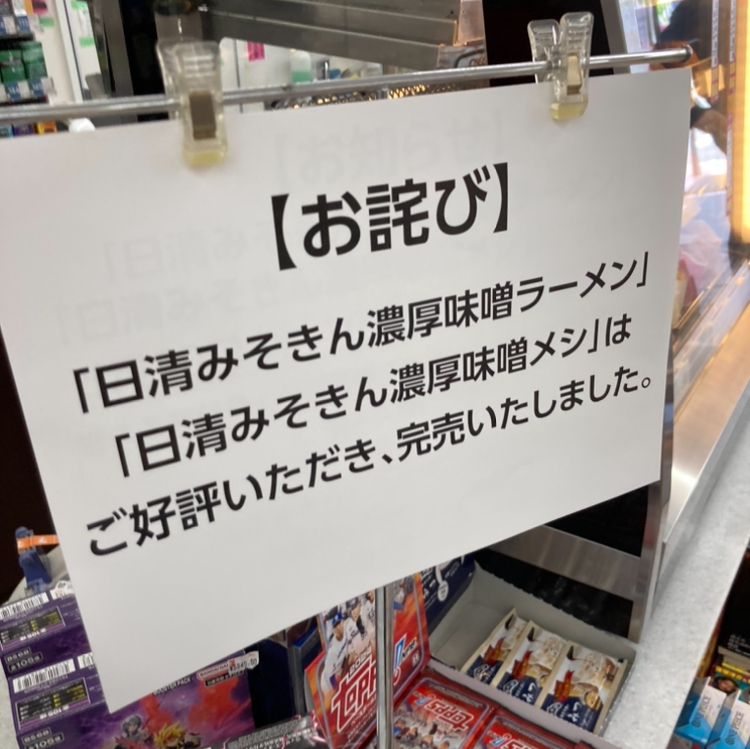 【お詫び】
「日清みそきん濃厚味噌ラーメン」
「日清みそきん濃厚味噌メシ」は
ご好評いただき、完売いたしました。
TOPPS